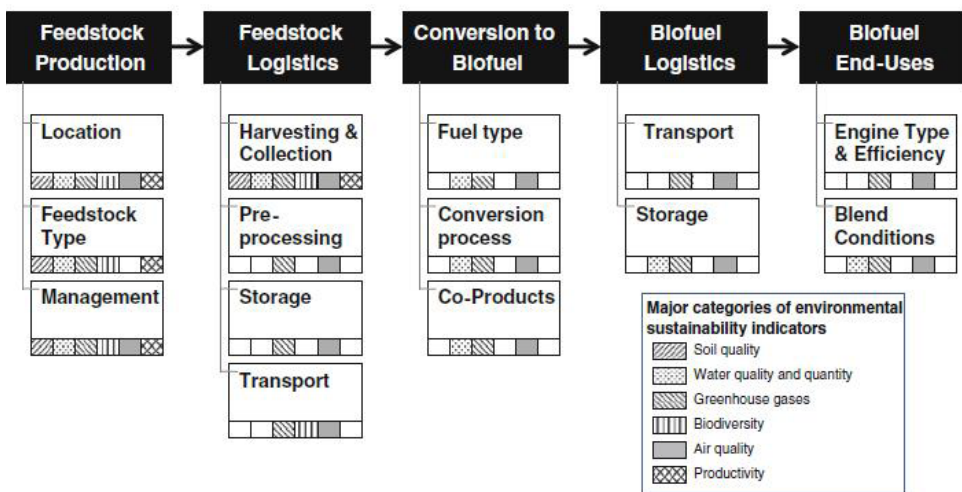 Feedstock
Production
Feedstock
Logistics
Conversion to
Biofuel
Biofuel
Logistics
Biofuel
End-Uses
Location
Feedstock
Type
Management
Harvesting &
Collection
Pre-
processing
Storage
Transport
Fuel type
Conversion
process
Co-Products
Transport
Storage
Engine Type
& Efficiency
Blend
Conditions
Major categories of environmental
sustainability indicators
Soil quality
Water quality and quantity
Greenhouse gases
Biodiversity
Air quality
Productivity